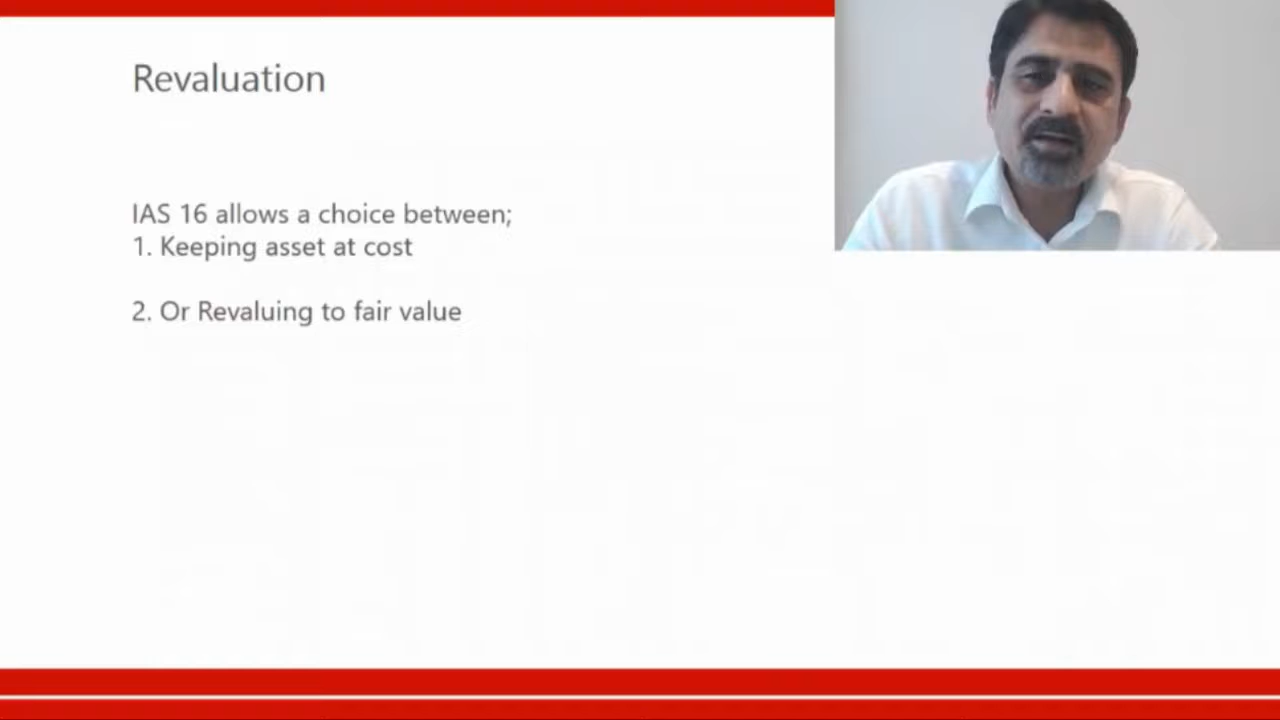 Revaluation
IAS 16 allows a choice between;
1. Keeping asset at cost
2. Or Revaluing to fair value